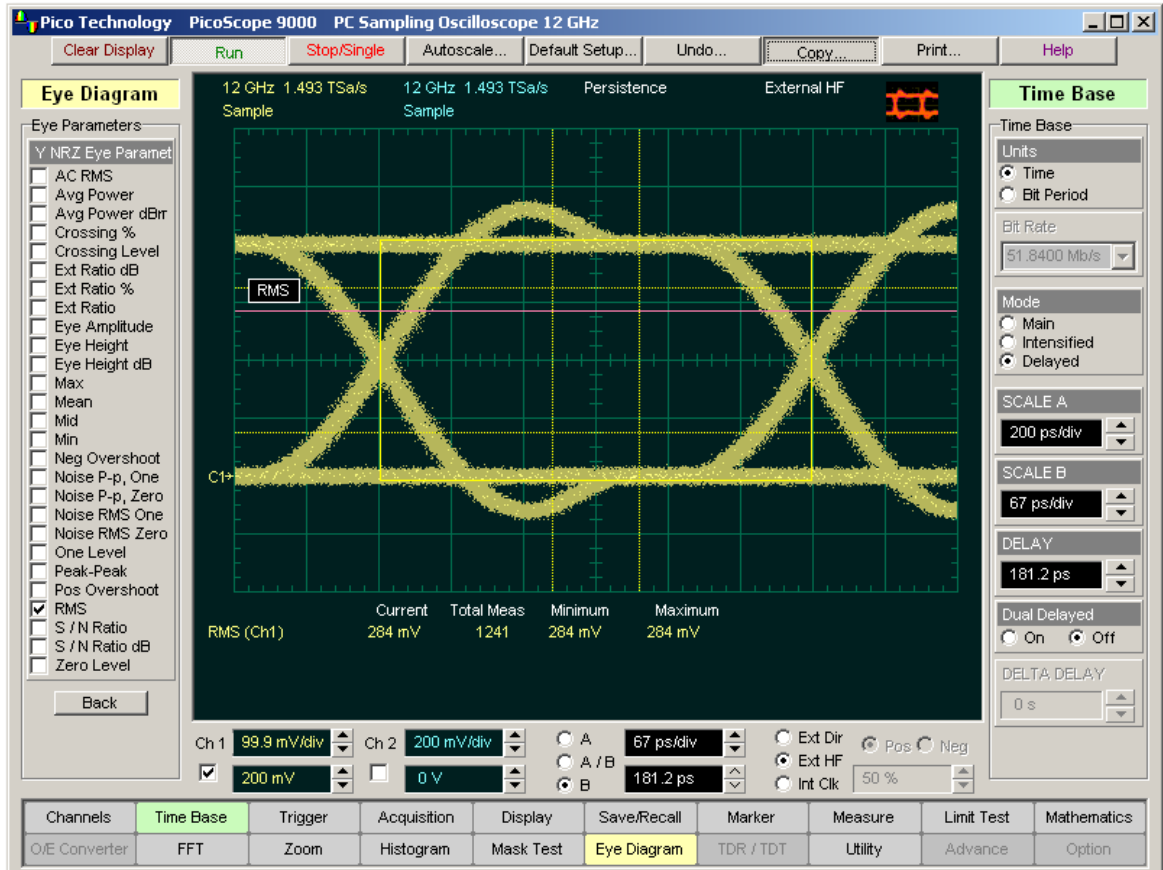 Pico Technology PicoScope 9000 PC Sampling Oscilloscope 12 GHz
Clear Display Run Stop/Single Autoscale... Default Setup... Undo... Copy... Print... Help
Eye Diagram
Eye Parameters
Y NRZ Eye Paramet
AC RMS
Avg Power
Avg Power dBm
Crossing %
Crossing Level
Ext Ratio dB
Ext Ratio %
Ext Ratio
Eye Amplitude
Eye Height
Eye Height dB
Max
Mean
Mid
Min
Neg Overshoot
Noise P-p, One
Noise P-p, Zero
Noise RMS One
Noise RMS Zero
One Level
Peak-Peak
Pos Overshoot
RMS
S / N Ratio
S / N Ratio dB
Zero Level
Back
12 GHz 1.493 TSa/s 12 GHz 1.493 TSa/s Persistence External HF
Sample Sample
RMS
C1
Current Total Meas Minimum Maximum
RMS (Ch1) 284 mV 1241 284 mV 284 mV
Time Base
Time Base
Units
Time
Bit Period
Bit Rate
51.8400 Mb/s
Mode
Main
Intensified
Delayed
SCALE A
200 ps/div
SCALE B
67 ps/div
DELAY
181.2 ps
Dual Delayed
On Off
DELTA DELAY
0 s
Ch 1 99.9 mV/div Ch 2 200 mV/div A 67 ps/div Ext Dir Pos Neg
A / B Ext HF
200 mV 0 V B 181.2 ps Int Clk 50 %
Channels Time Base Trigger Acquisition Display Save/Recall Marker Measure Limit Test Mathematics
O/E Converter FFT Zoom Histogram Mask Test Eye Diagram TDR / TDT Utility Advance Option